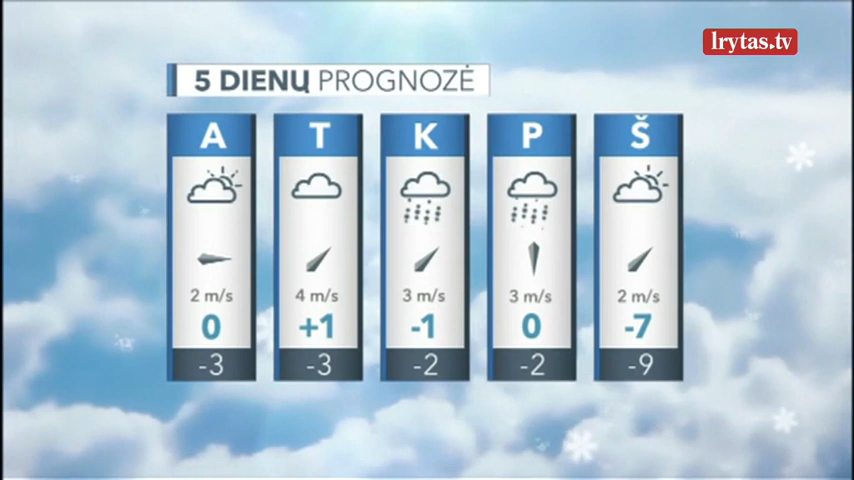 lrytas.tv
5 DIENŲ PROGNOZĖ
A T K P Š
2 m/s 4 m/s 3 m/s 3 m/s 2 m/s
0 +1 -1 0 -7
-3 -3 -2 -2 -9